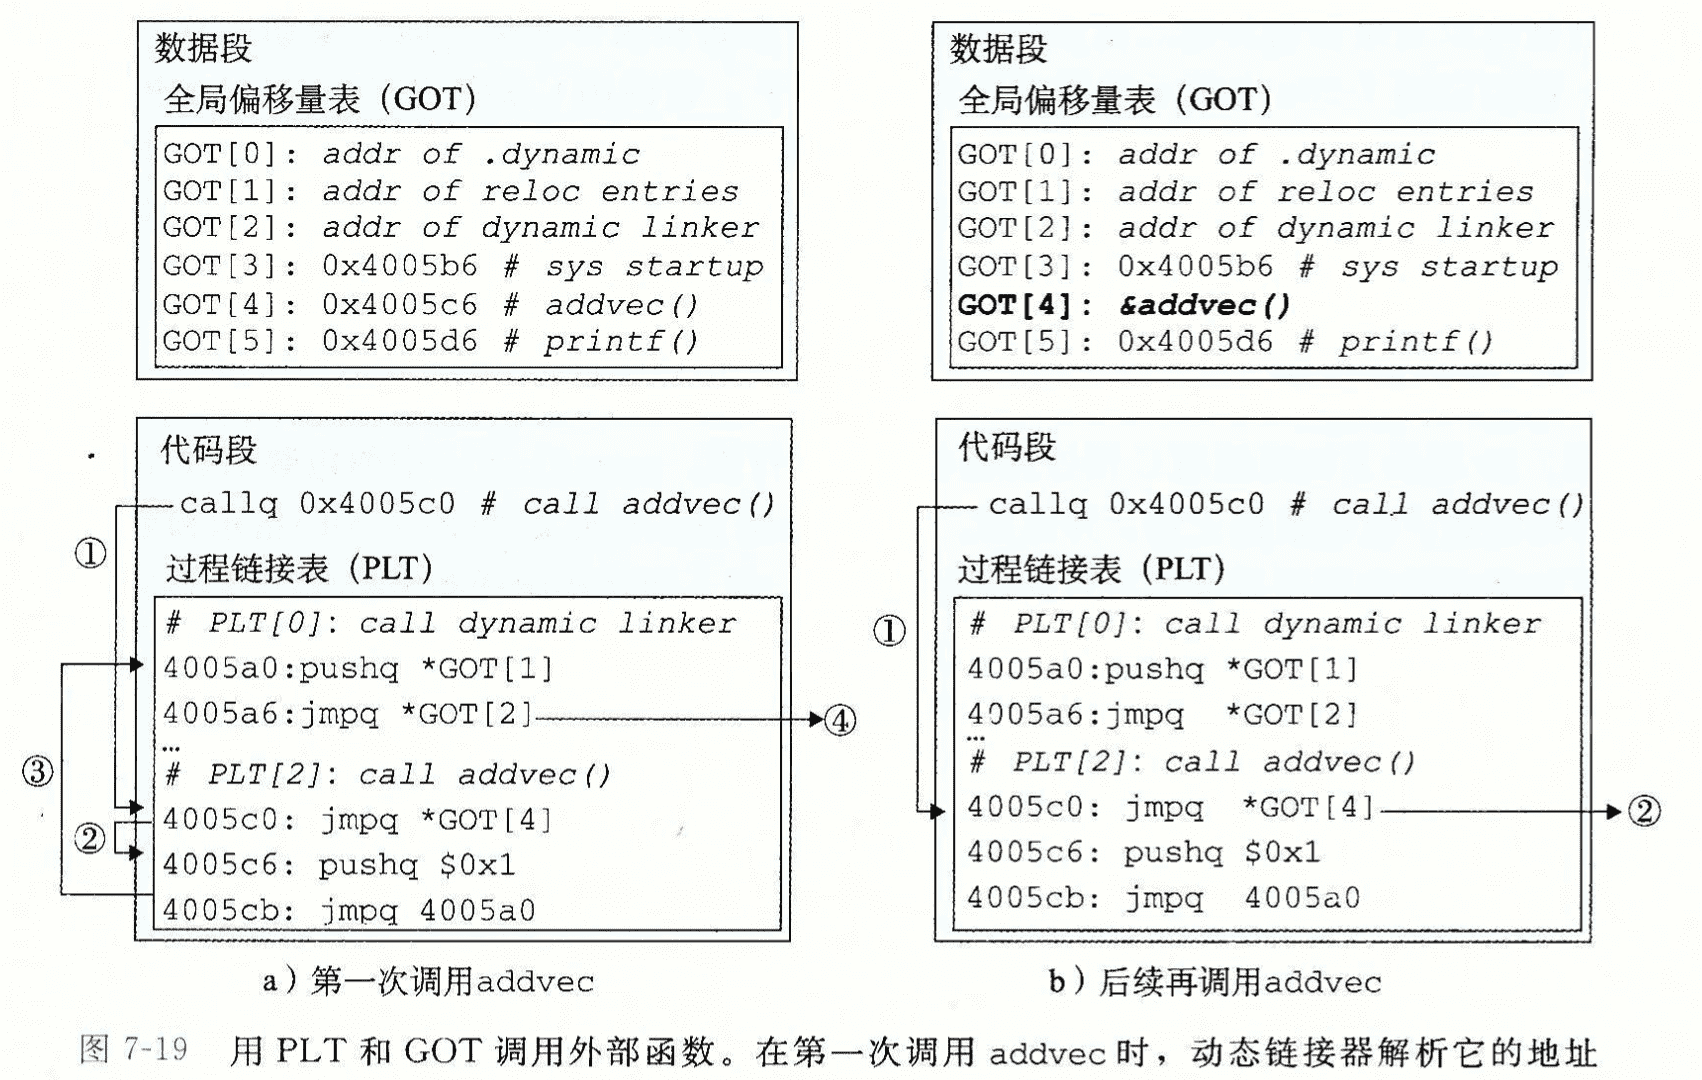 数据段
全局偏移量表（GOT）
GOT[0]: addr of .dynamic
GOT[1]: addr of reloc entries
GOT[2]: addr of dynamic linker
GOT[3]: 0x4005b6 # sys startup
GOT[4]: 0x4005c6 # addvec()
GOT[5]: 0x4005d6 # printf()
代码段
callq 0x4005c0 # call addvec()
①
过程链接表（PLT）
# PLT[0]: call dynamic linker
4005a0:pushq *GOT[1]
4005a6:jmpq *GOT[2]
④
…
③
# PLT[2]: call addvec()
4005c0: jmpq *GOT[4]
②
4005c6: pushq $0x1
4005cb: jmpq 4005a0
a）第一次调用addvec
数据段
全局偏移量表（GOT）
GOT[0]: addr of .dynamic
GOT[1]: addr of reloc entries
GOT[2]: addr of dynamic linker
GOT[3]: 0x4005b6 # sys startup
GOT[4]: &addvec()
GOT[5]: 0x4005d6 # printf()
代码段
callq 0x4005c0 # call addvec()
过程链接表（PLT）
①
# PLT[0]: call dynamic linker
4005a0:pushq *GOT[1]
4005a6:jmpq *GOT[2]
…
# PLT[2]: call addvec()
4005c0: jmpq *GOT[4]
②
4005c6: pushq $0x1
4005cb: jmpq 4005a0
b）后续再调用addvec
图 7-19 用 PLT 和 GOT 调用外部函数。在第一次调用 addvec 时，动态链接器解析它的地址